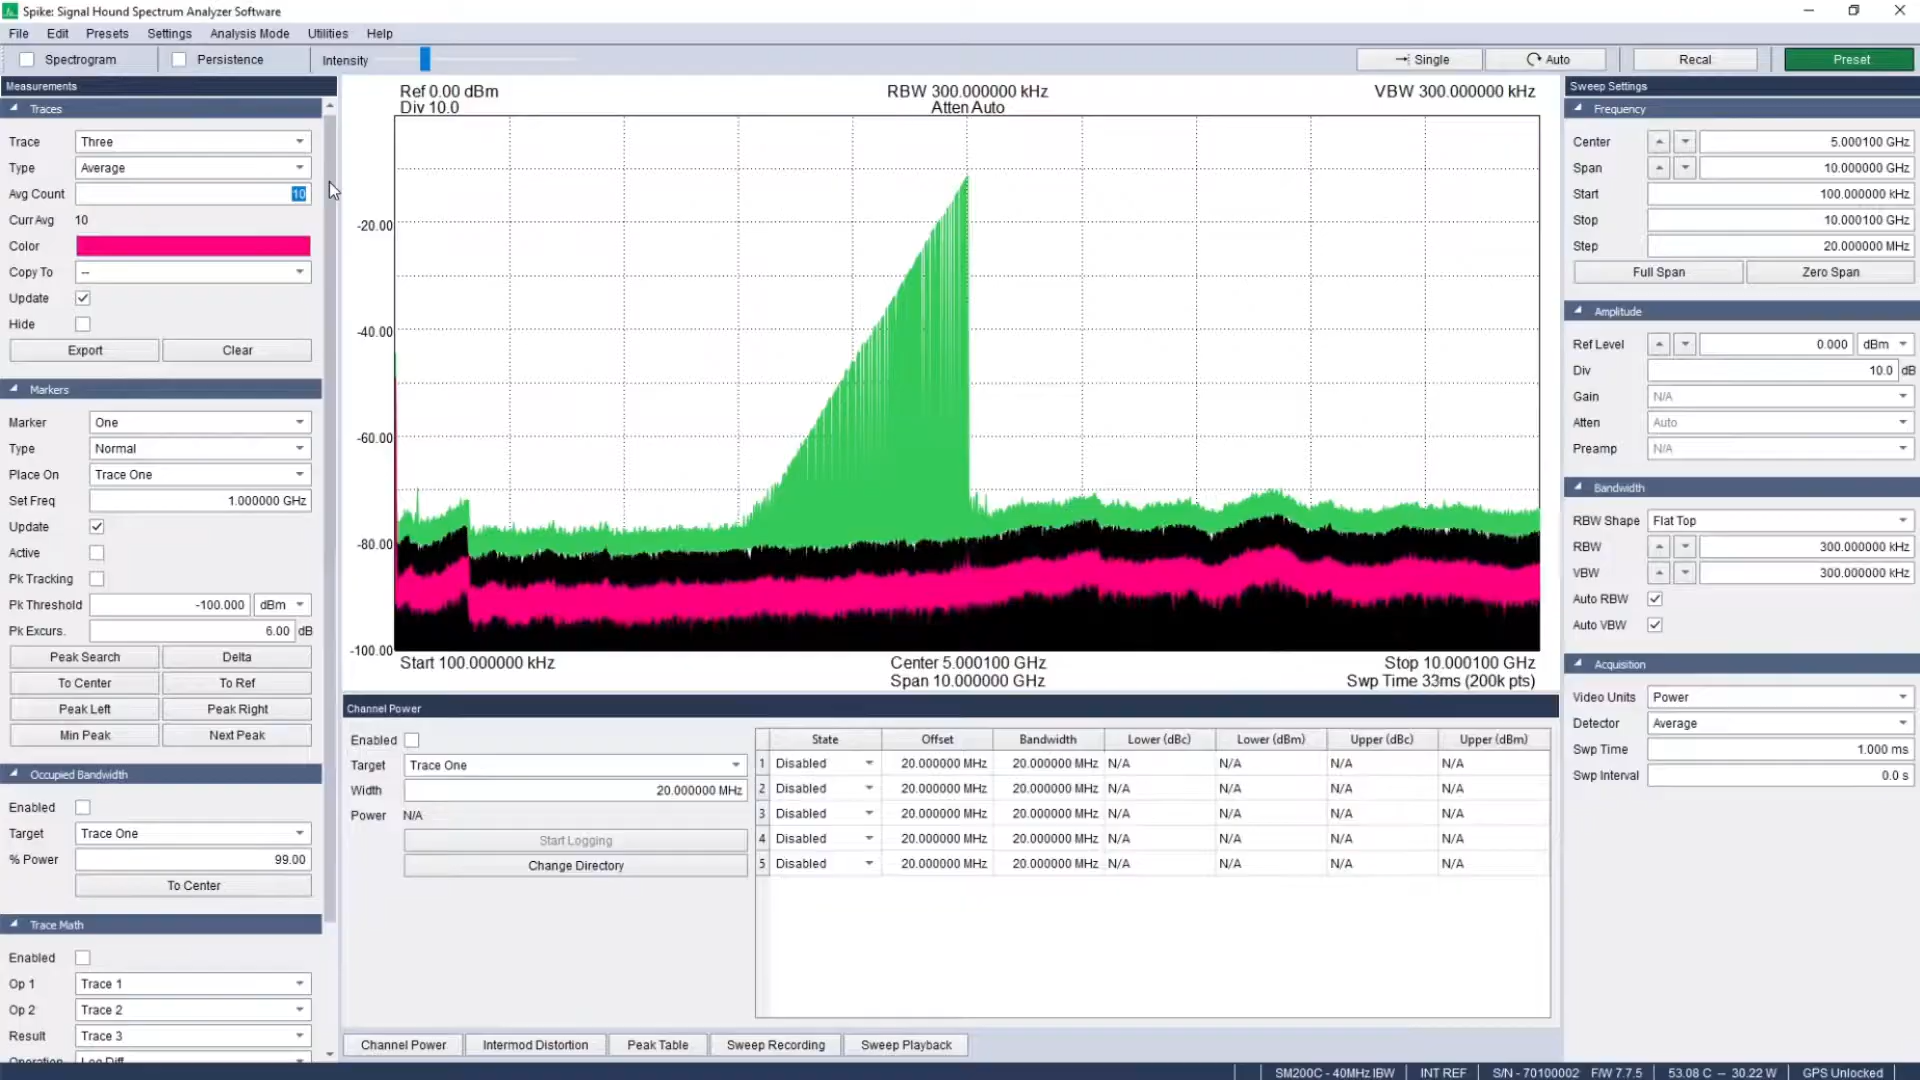 Spike: Signal Hound Spectrum Analyzer Software
File Edit Presets Settings Analysis Mode Utilities Help
Spectrogram Persistence Intensity Single Auto Recal Preset
Measurements
Traces
Trace Three
Type Average
Avg Count 10
Curr Avg 10
Color
Copy To --
Update
Hide
Export Clear
Markers
Marker One
Type Normal
Place On Trace One
Set Freq 1.000000 GHz
Update
Active
Pk Tracking
Pk Threshold -100.000 dBm
Pk Excurs. 6.00 dB
Peak Search Delta
To Center To Ref
Peak Left Peak Right
Min Peak Next Peak
Occupied Bandwidth
Enabled
Target Trace One
% Power 99.00
To Center
Trace Math
Enabled
Op 1 Trace 1
Op 2 Trace 2
Result Trace 3
Operation Log Diff
Ref 0.00 dBm RBW 300.000000 kHz VBW 300.000000 kHz
Div 10.0 Atten Auto
-20.00
-40.00
-60.00
-80.00
-100.00
Start 100.000000 kHz Center 5.000100 GHz Stop 10.000100 GHz
Span 10.000000 GHz Swp Time 33ms (200k pts)
Channel Power
Enabled
Target Trace One
Width 20.000000 MHz
Power N/A
Start Logging
Change Directory
State Offset Bandwidth Lower (dBc) Lower (dBm) Upper (dBc) Upper (dBm)
1 Disabled 20.000000 MHz 20.000000 MHz N/A N/A N/A N/A
2 Disabled 20.000000 MHz 20.000000 MHz N/A N/A N/A N/A
3 Disabled 20.000000 MHz 20.000000 MHz N/A N/A N/A N/A
4 Disabled 20.000000 MHz 20.000000 MHz N/A N/A N/A N/A
5 Disabled 20.000000 MHz 20.000000 MHz N/A N/A N/A N/A
Channel Power Intermod Distortion Peak Table Sweep Recording Sweep Playback
Sweep Settings
Frequency
Center 5.000100 GHz
Span 10.000000 GHz
Start 100.000000 kHz
Stop 10.000100 GHz
Step 20.000000 MHz
Full Span Zero Span
Amplitude
Ref Level 0.000 dBm
Div 10.0 dB
Gain N/A
Atten Auto
Preamp N/A
Bandwidth
RBW Shape Flat Top
RBW 300.000000 kHz
VBW 300.000000 kHz
Auto RBW
Auto VBW
Acquisition
Video Units Power
Detector Average
Swp Time 1.000 ms
Swp Interval 0.0 s
SM200C - 40MHz IBW INT REF S/N - 70100002 F/W 7.7.5 53.08 C -- 30.22 W GPS Unlocked